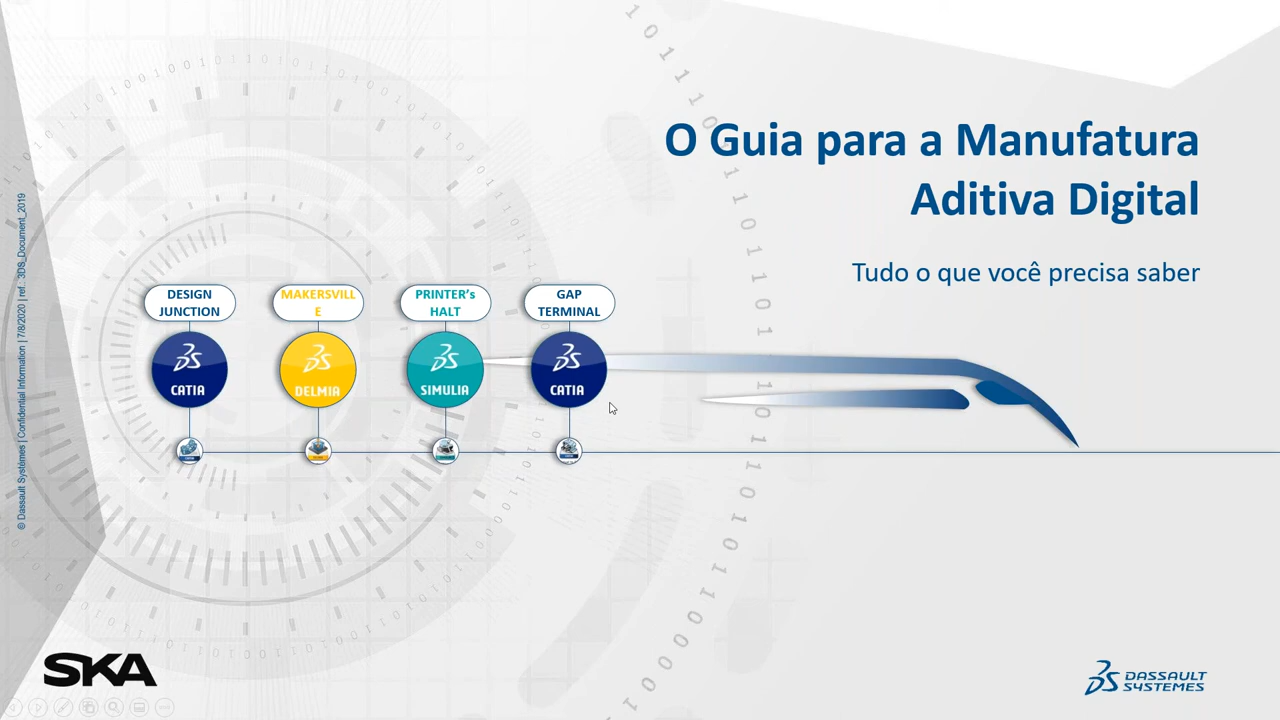 O Guia para a Manufatura
Aditiva Digital
Tudo o que você precisa saber
DESIGN
JUNCTION
MAKERSVILL
E
PRINTER's
HALT
GAP
TERMINAL
CATIA
DELMIA
SIMULIA
CATIA
© Dassault Systèmes | Confidential Information | 7/8/2020 | ref.: 3DS_Document_2019
SKA
DASSAULT
SYSTEMES